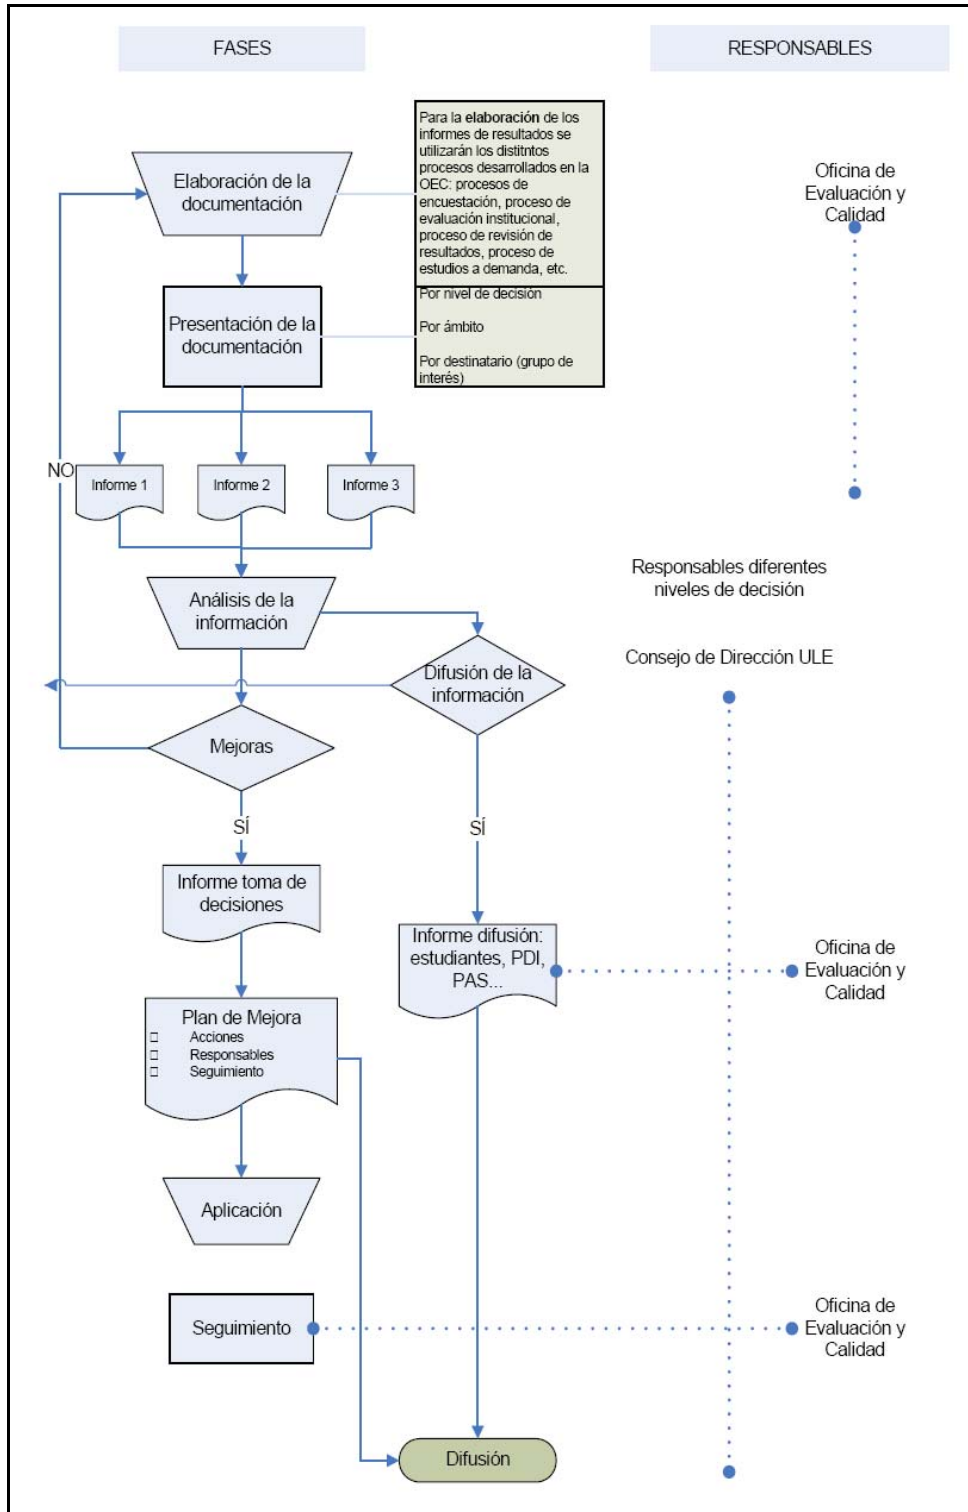 FASES
RESPONSABLES
Para la elaboración de los
informes de resultados se
utilizarán los distitntos
procesos desarrollados en la
OEC: procesos de
encuestación, proceso de
evaluación institucional,
proceso de revisión de
resultados, proceso de
estudios a demanda, etc.
Elaboración de la
documentación
Oficina de
Evaluación y
Calidad
Por nivel de decisión
Por ámbito
Por destinatario (grupo de
interés)
Presentación de la
documentación
NO
Informe 1
Informe 2
Informe 3
Responsables diferentes
niveles de decisión
Análisis de la
información
Consejo de Dirección ULE
Difusión de la
información
Mejoras
SÍ
SÍ
Informe toma de
decisiones
Informe difusión:
estudiantes, PDI,
PAS...
Oficina de
Evaluación y
Calidad
Plan de Mejora
Acciones
Responsables
Seguimiento
Aplicación
Seguimiento
Oficina de
Evaluación y
Calidad
Difusión